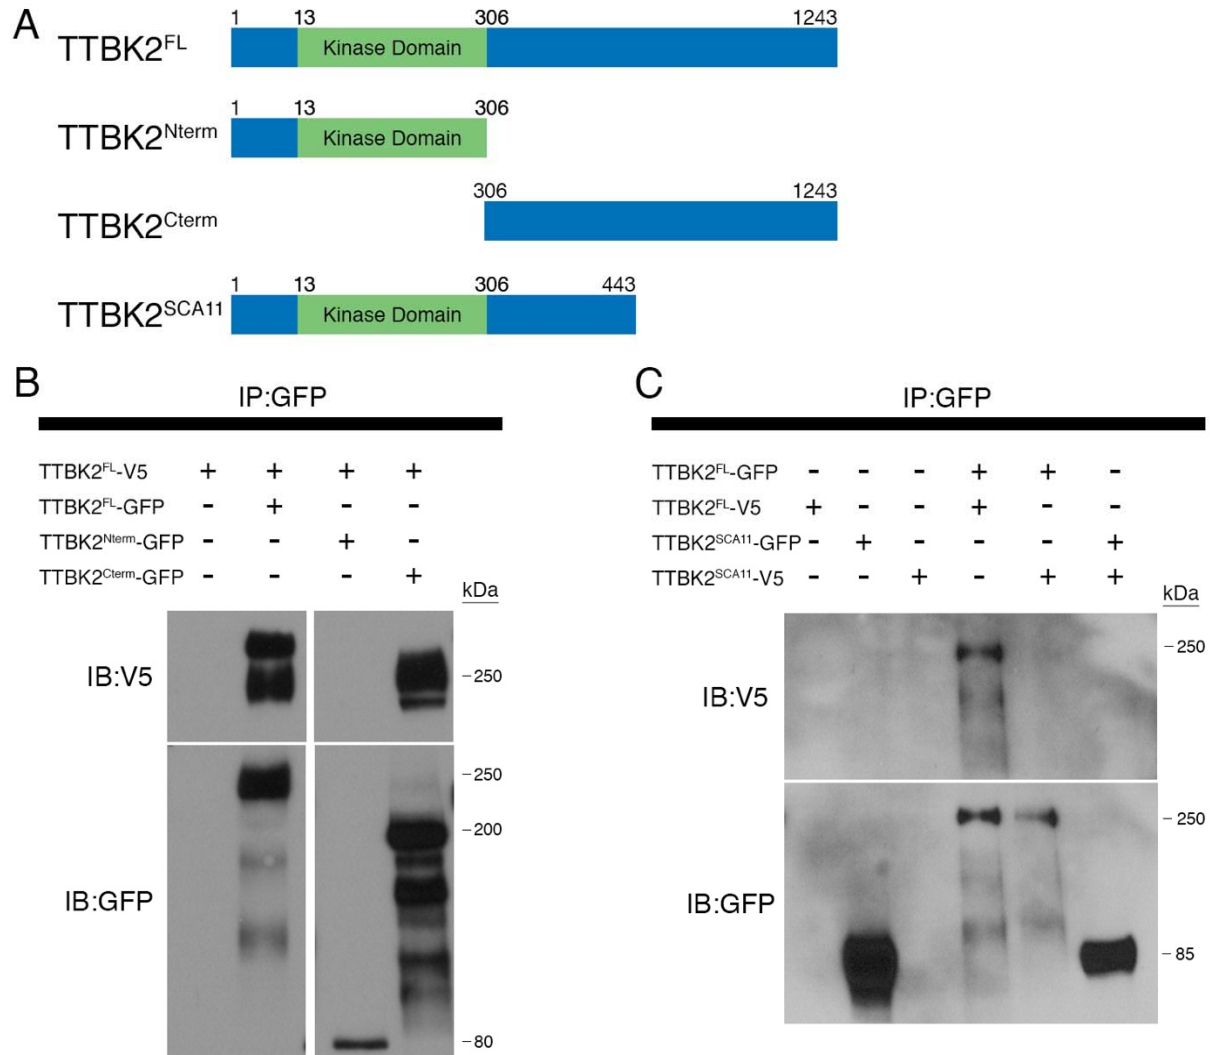 A
1 13 306 1243
TTBK2FL Kinase Domain
1 13 306
TTBK2Nterm Kinase Domain
306 1243
TTBK2Cterm
1 13 306 443
TTBK2SCA11 Kinase Domain
B
IP:GFP
TTBK2FL-V5 + + + +
TTBK2FL-GFP - + - -
TTBK2Nterm-GFP - - + -
TTBK2Cterm-GFP - - - +
kDa
IB:V5
-250
-250
-200
IB:GFP
-80
C
IP:GFP
TTBK2FL-GFP - - - + + -
TTBK2FL-V5 + - - + - -
TTBK2SCA11-GFP - + - - - +
TTBK2SCA11-V5 - - + - + +
kDa
-250
IB:V5
-250
IB:GFP
-85